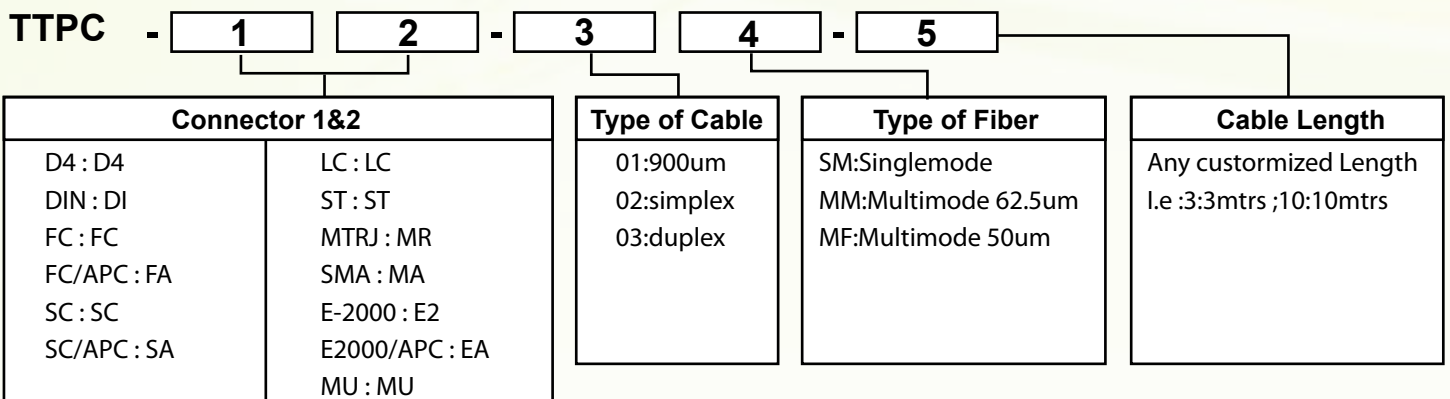 TTPC - 1 2 - 3 4 - 5
Connector 1&2
D4 : D4
DIN : DI
FC : FC
FC/APC : FA
SC : SC
SC/APC : SA
LC : LC
ST : ST
MTRJ : MR
SMA : MA
E-2000 : E2
E2000/APC : EA
MU : MU
Type of Cable
01:900um
02:simplex
03:duplex
Type of Fiber
SM:Singlemode
MM:Multimode 62.5um
MF:Multimode 50um
Cable Length
Any custormized Length
I.e :3:3mtrs ;10:10mtrs